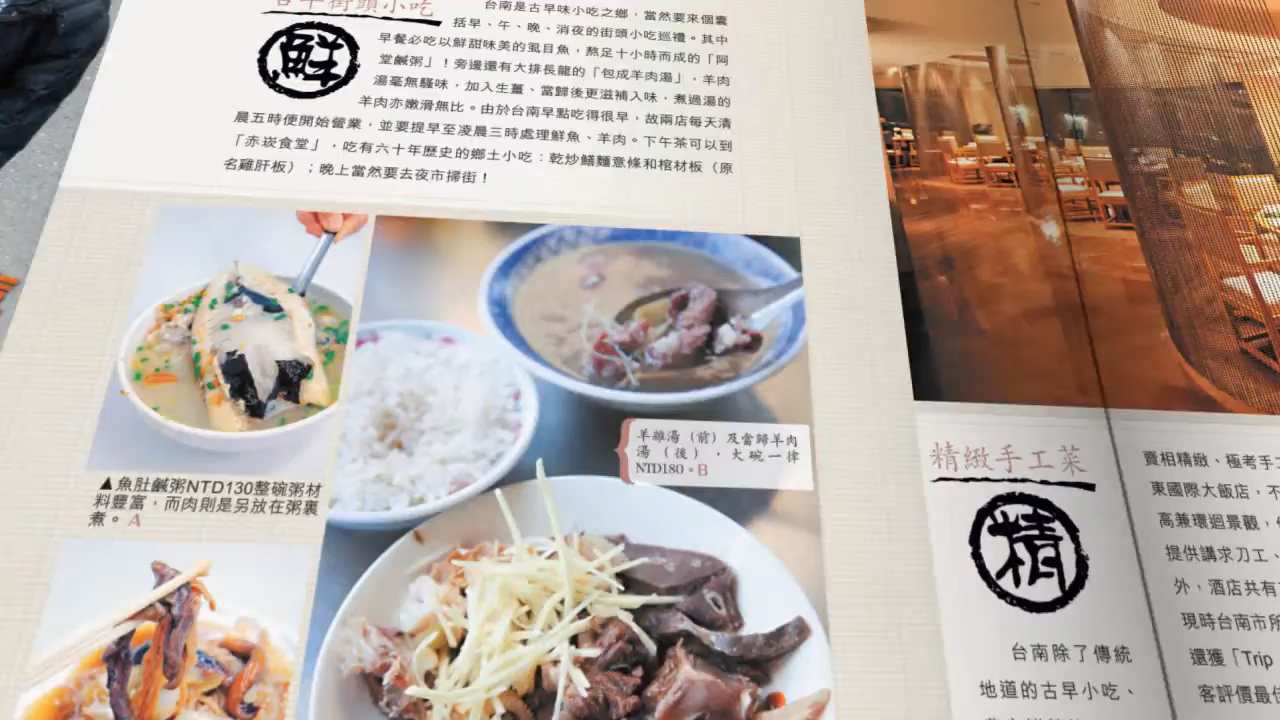 古早街頭小吃
鮮
台南是古早味小吃之鄉，當然要來個囊
括早、午、晚、消夜的街頭小吃巡禮。其中
早餐必吃以鮮甜味美的虱目魚，熬足十小時而成的「阿
堂鹹粥」！旁邊還有大排長龍的「包成羊肉湯」，羊肉
湯毫無騷味，加入生薑、當歸後更滋補入味，煮過湯的
羊肉亦嫩滑無比。由於台南早點吃得很早，故兩店每天清
晨五時便開始營業，並要提早至凌晨三時處理鮮魚、羊肉。下午茶可以到
「赤崁食堂」，吃有六十年歷史的鄉土小吃：乾炒鱔麵意條和棺材板（原
名雞肝板）；晚上當然要去夜市掃街！
▲魚肚鹹粥NTD130整碗粥材
料豐富，而肉則是另放在粥裏
煮。A
羊雜湯（前）及當歸羊肉
湯（後），大碗一律
NTD180。B
精緻手工菜
精
台南除了傳統
地道的古早小吃、
賣相精緻、極考手工
東國際大飯店，不
高兼環迴景觀，
提供講求刀工、
外，酒店共有
現時台南市所
還獲「Trip
客評價最佳